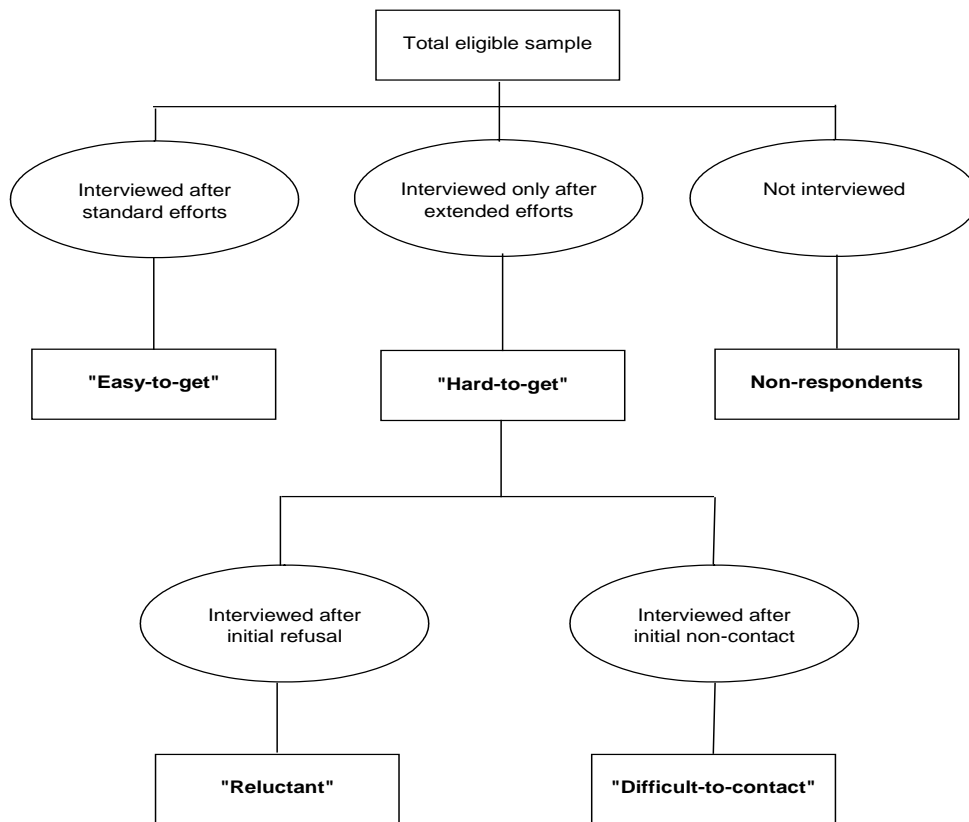 Total eligible sample
Interviewed after
standard efforts
Interviewed only after
extended efforts
Not interviewed
"Easy-to-get"
"Hard-to-get"
Non-respondents
Interviewed after
initial refusal
Interviewed after
initial non-contact
"Reluctant"
"Difficult-to-contact"